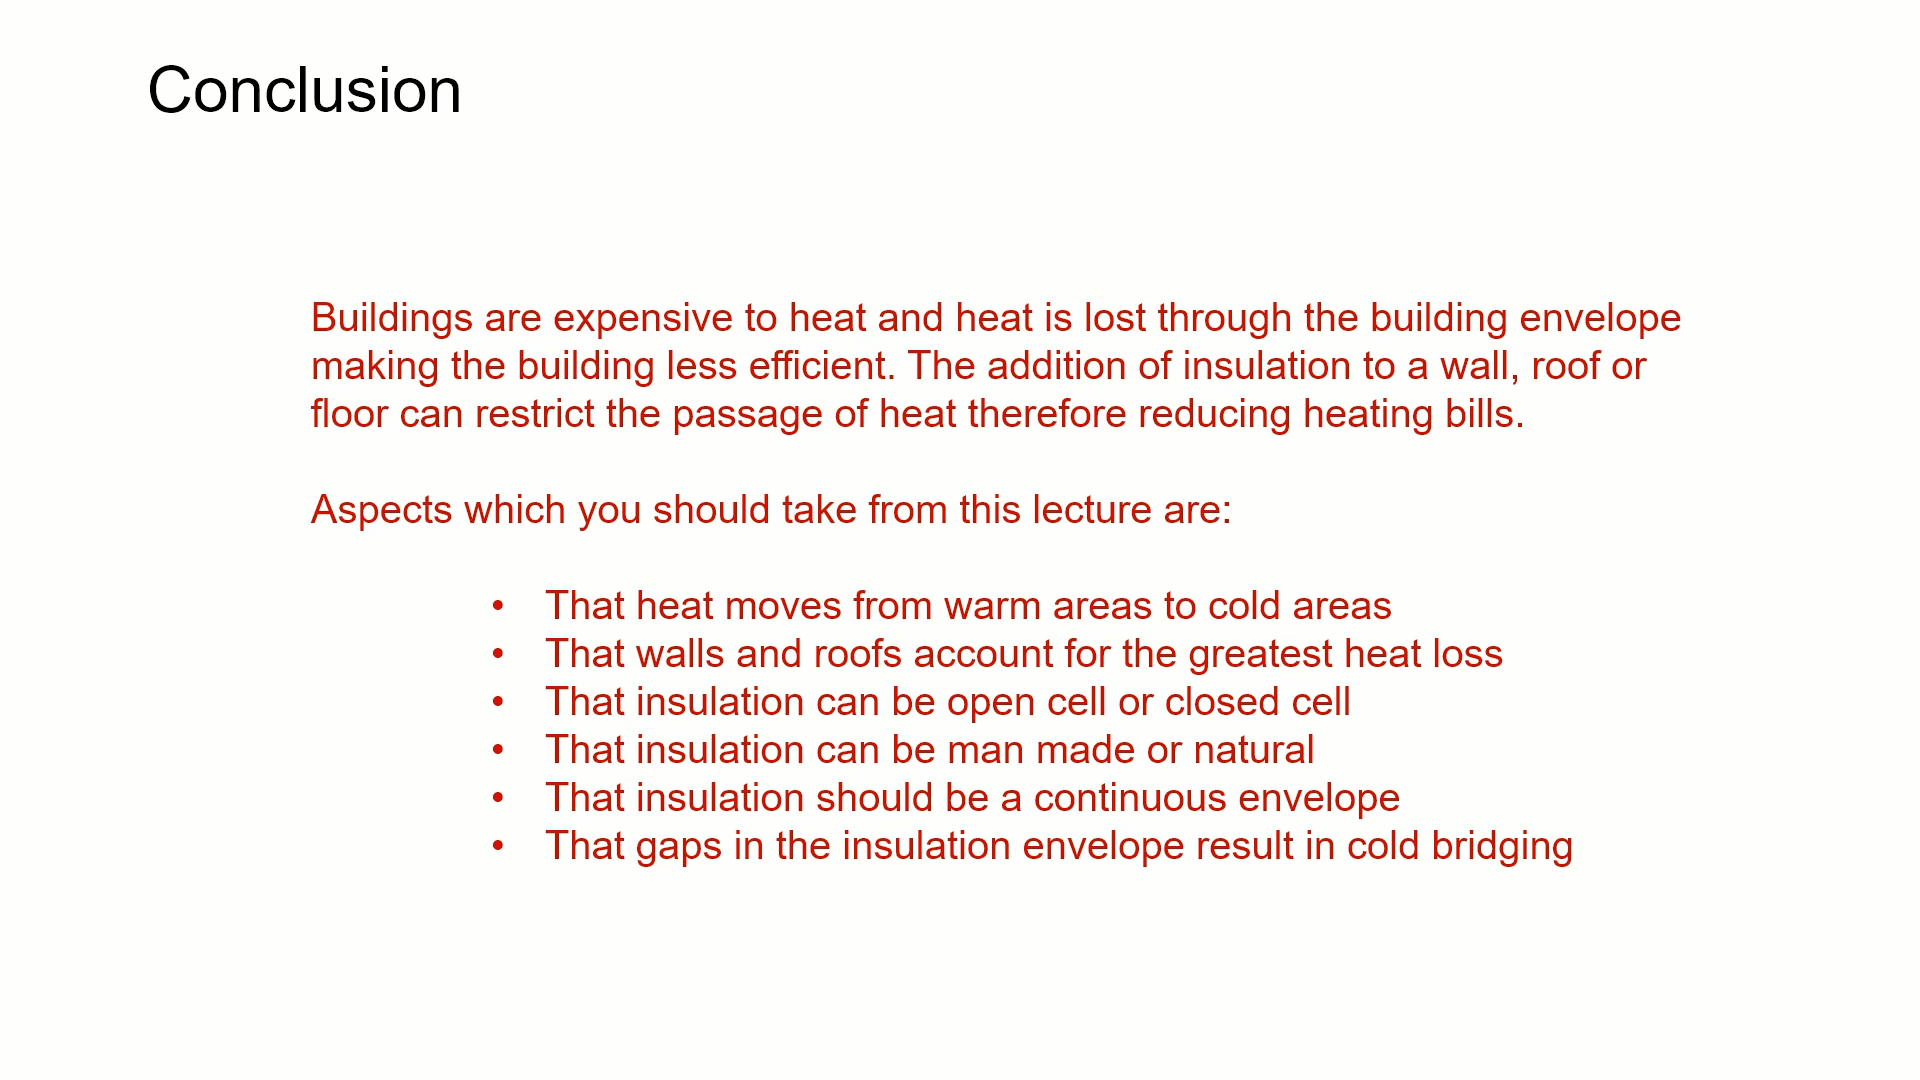 Conclusion
Buildings are expensive to heat and heat is lost through the building envelope
making the building less efficient. The addition of insulation to a wall, roof or
floor can restrict the passage of heat therefore reducing heating bills.
Aspects which you should take from this lecture are:
• That heat moves from warm areas to cold areas
• That walls and roofs account for the greatest heat loss
• That insulation can be open cell or closed cell
• That insulation can be man made or natural
• That insulation should be a continuous envelope
• That gaps in the insulation envelope result in cold bridging